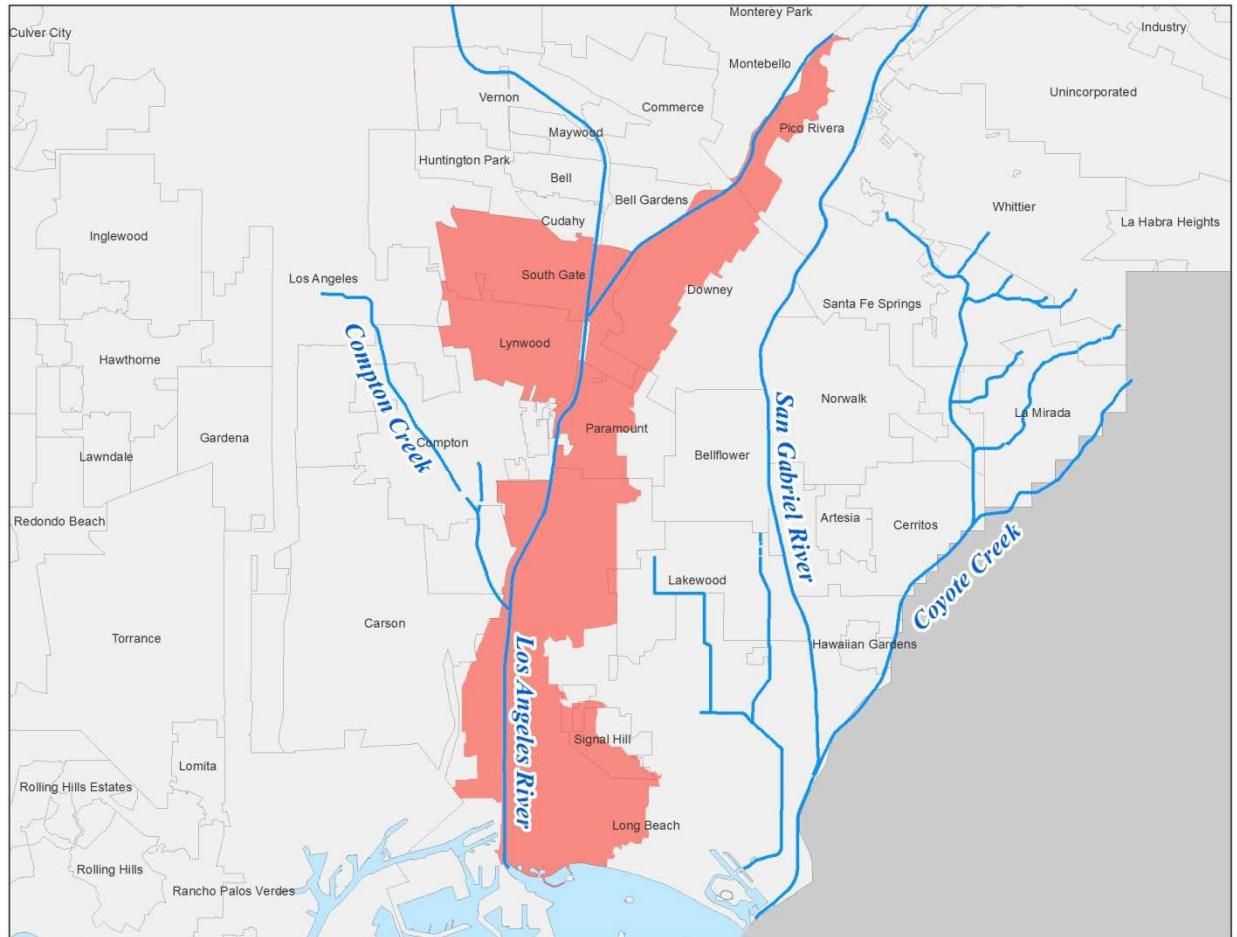 Monterey Park
Culver City
Industry
Montebello
Unincorporated
Vernon
Commerce
Maywood
Pico Rivera
Huntington Park
Bell
Bell Gardens
Whittier
Cudahy
La Habra Heights
Inglewood
Los Angeles
South Gate
Downey
Santa Fe Springs
Lynwood
Hawthorne
Compton Creek
San Gabriel River
Norwalk
La Mirada
Gardena
Paramount
Compton
Lawndale
Bellflower
Redondo Beach
Artesia
Cerritos
Coyote Creek
Lakewood
Carson
Torrance
Hawaiian Gardens
Los Angeles River
Signal Hill
Lomita
Rolling Hills Estates
Long Beach
Rolling Hills
Rancho Palos Verdes